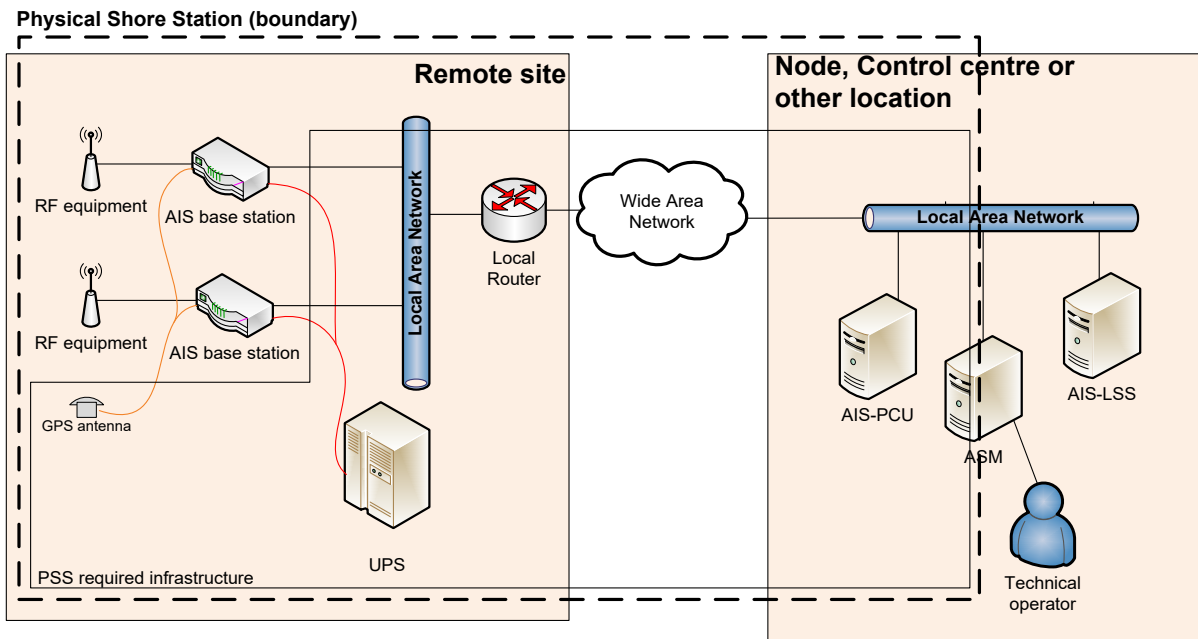 Physical Shore Station (boundary)
Remote site
Node, Control centre or
other location
RF equipment
AIS base station
Local Area Network
Local
Router
Wide Area
Network
Local Area Network
RF equipment
AIS base station
GPS antenna
UPS
AIS-PCU
ASM
AIS-LSS
Technical
operator
PSS required infrastructure